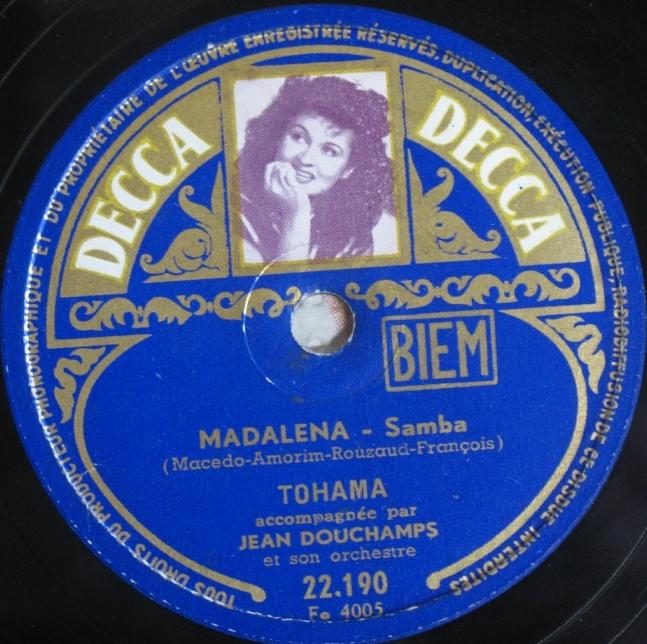 TOUS DROITS DU PRODUCTEUR PHONOGRAPHIQUE ET DU PROPRIÉTAIRE DE L'ŒUVRE ENREGISTRÉE RÉSERVÉS, DUPLICATION, EXÉCUTION PUBLIQUE, RADIODIFFUSION DE CE DISQUE INTERDITES
DECCA
DECCA
BIEM
MADALENA - Samba
(Macedo-Amorim-Rouzaud-François)
TOHAMA
accompagnée par
JEAN DOUCHAMPS
et son orchestre
22.190
Fo 4005